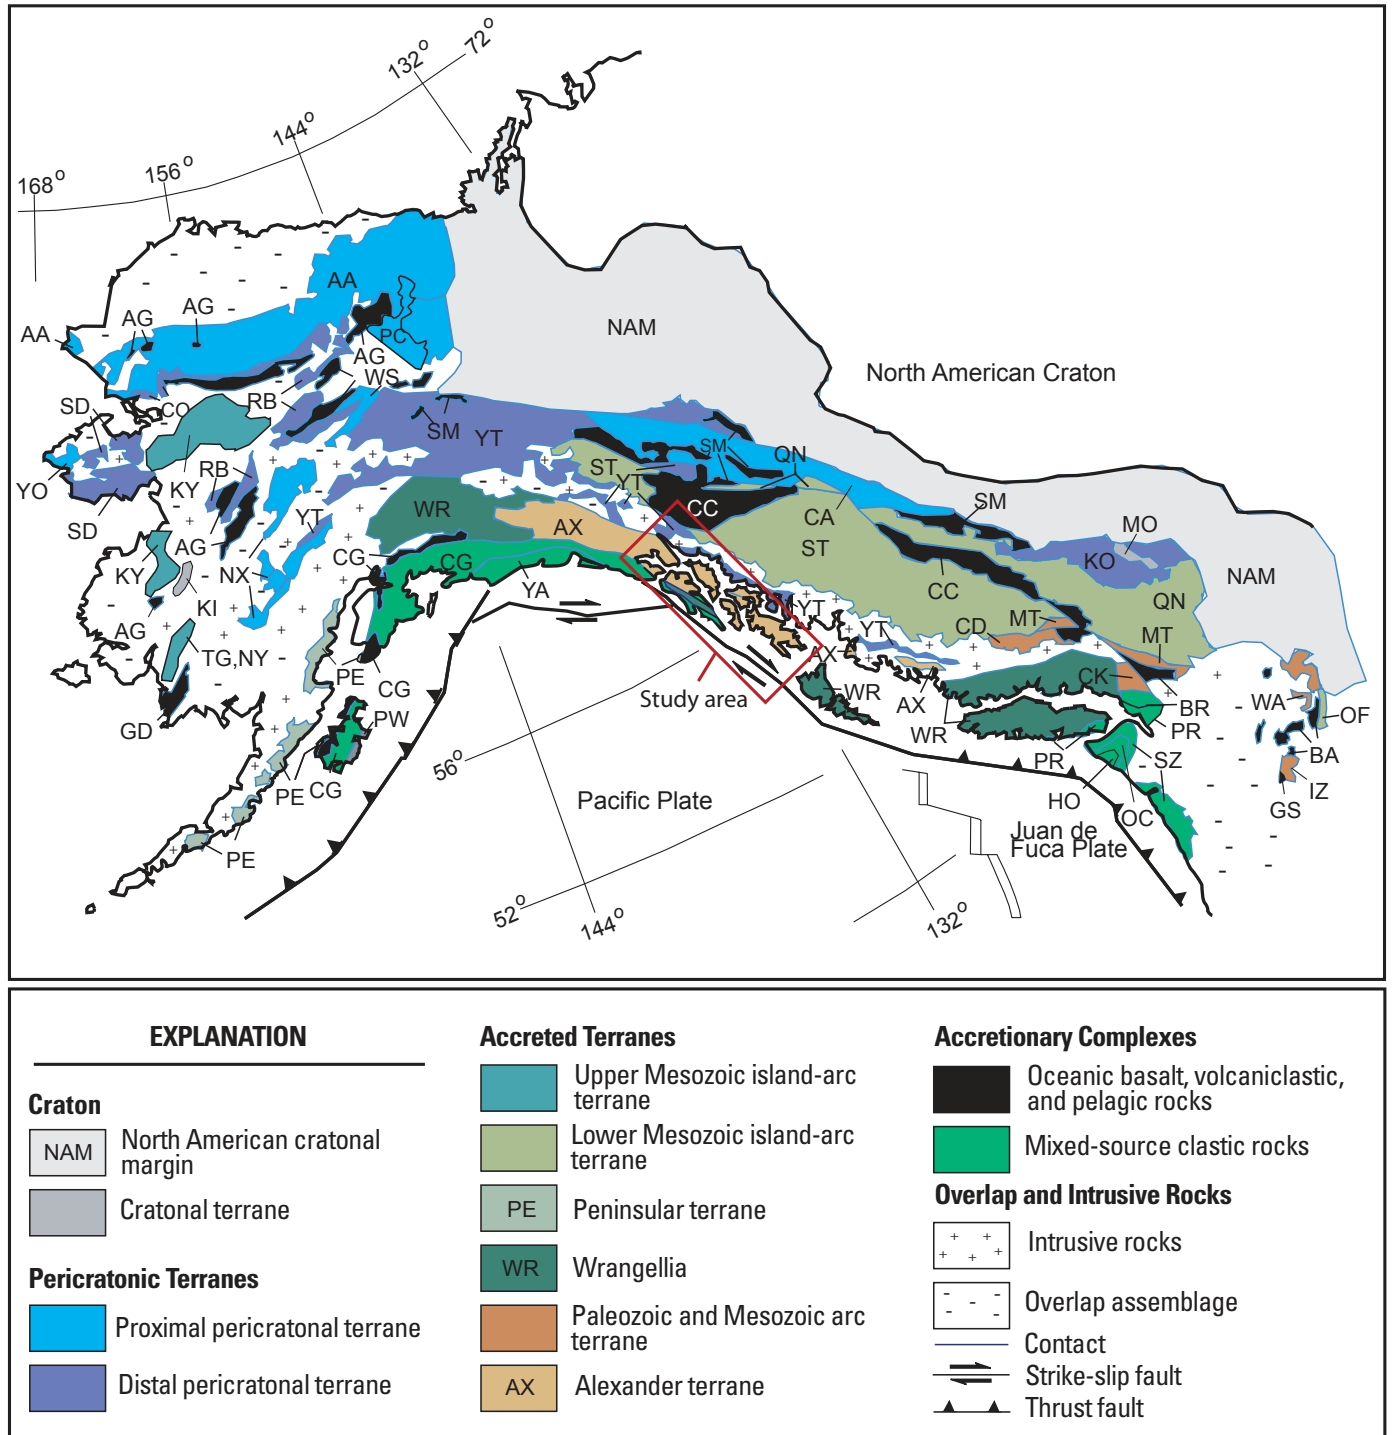 132°
72°
144°
156°
168°
AA
NAM
AG
AG
PC
AA
North American Craton
AG
WS
CO
RB
SD
SM
YT
SM
QN
ST
RB
YT
YO
KY
CC
WR
SM
CA
MO
SD
YT
AX
ST
AG
CG
CG
KO
NAM
KY
NX
CC
YA
QN
KI
YT
MT
AG
YT
CD
MT
TG,NY
AX
PE
CK
CG
WR
Study area
AX
BR
WA
OF
PW
GD
WR
PR
BA
56°
PR
SZ
PE
CG
IZ
Pacific Plate
HO
GS
OC
Juan de
Fuca Plate
PE
52°
144°
132°
EXPLANATION
Craton
NAM
North American cratonal
margin
Cratonal terrane
Pericratonic Terranes
Proximal pericratonal terrane
Distal pericratonal terrane
Accreted Terranes
Upper Mesozoic island-arc
terrane
Lower Mesozoic island-arc
terrane
PE
Peninsular terrane
WR
Wrangellia
Paleozoic and Mesozoic arc
terrane
AX
Alexander terrane
Accretionary Complexes
Oceanic basalt, volcaniclastic,
and pelagic rocks
Mixed-source clastic rocks
Overlap and Intrusive Rocks
Intrusive rocks
Overlap assemblage
Contact
Strike-slip fault
Thrust fault